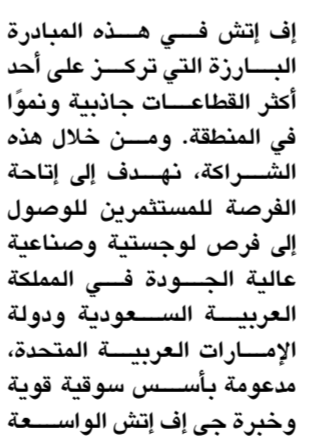 إف إتش في هذه المبادرة
البارزة التي تركز على أحد
أكثر القطاعات جاذبية ونموًا
في المنطقة. ومن خلال هذه
الشراكة، نهدف إلى إتاحة
الفرصة للمستثمرين للوصول
إلى فرص لوجستية وصناعية
عالية الجودة في المملكة
العربية السعودية ودولة
الإمارات العربية المتحدة،
مدعومة بأسس سوقية قوية
وخبرة جي إف إتش الواسعة